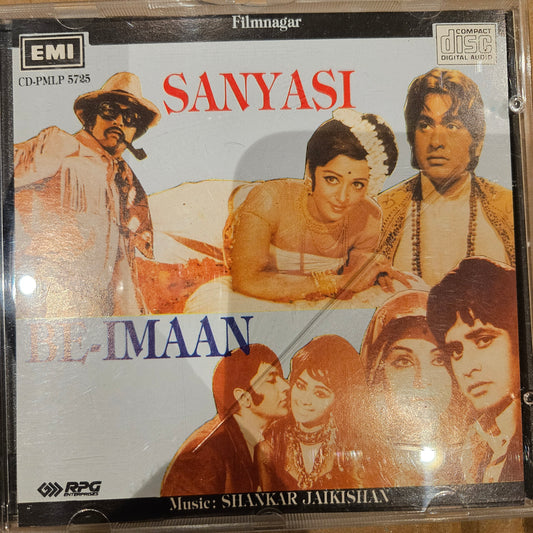 Filmnagar
EMI
CD-PMLP 5725
COMPACT
disc
DIGITAL AUDIO
SANYASI
BE-IMAAN
RPG
ENTERPRISES
Music: SHANKAR JAIKISHAN